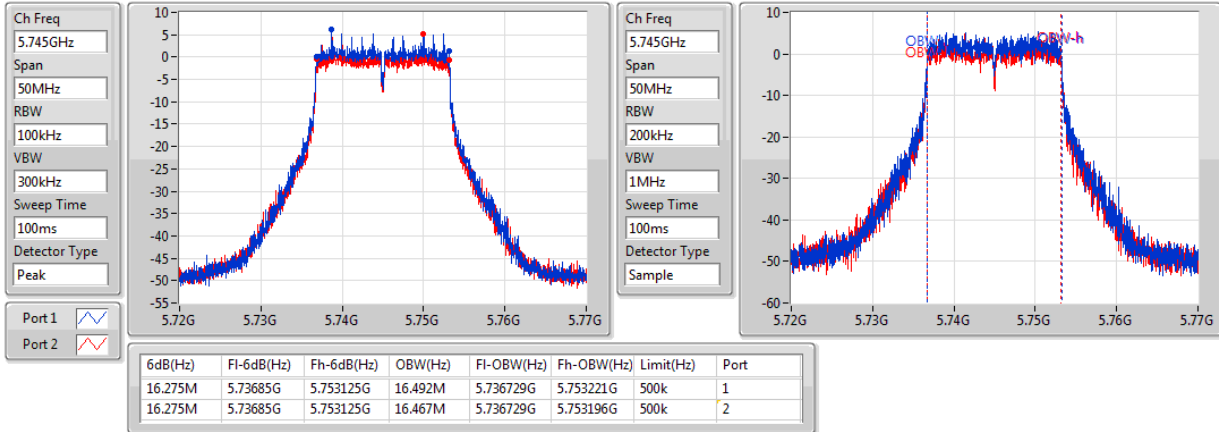 Ch Freq
5.745GHz
Span
50MHz
RBW
100kHz
VBW
300kHz
Sweep Time
100ms
Detector Type
Peak
Port 1
Port 2
10
5
0
-5
-10
-15
-20
-25
-30
-35
-40
-45
-50
-55
5.72G 5.73G 5.74G 5.75G 5.76G 5.77G
Ch Freq
5.745GHz
Span
50MHz
RBW
200kHz
VBW
1MHz
Sweep Time
100ms
Detector Type
Sample
10
0
-10
-20
-30
-40
-50
-60
OBW
OBW
OBW-h
5.72G 5.73G 5.74G 5.75G 5.76G 5.77G
6dB(Hz) Fl-6dB(Hz) Fh-6dB(Hz) OBW(Hz) Fl-OBW(Hz) Fh-OBW(Hz) Limit(Hz) Port
16.275M 5.73685G 5.753125G 16.492M 5.736729G 5.753221G 500k 1
16.275M 5.73685G 5.753125G 16.467M 5.736729G 5.753196G 500k 2